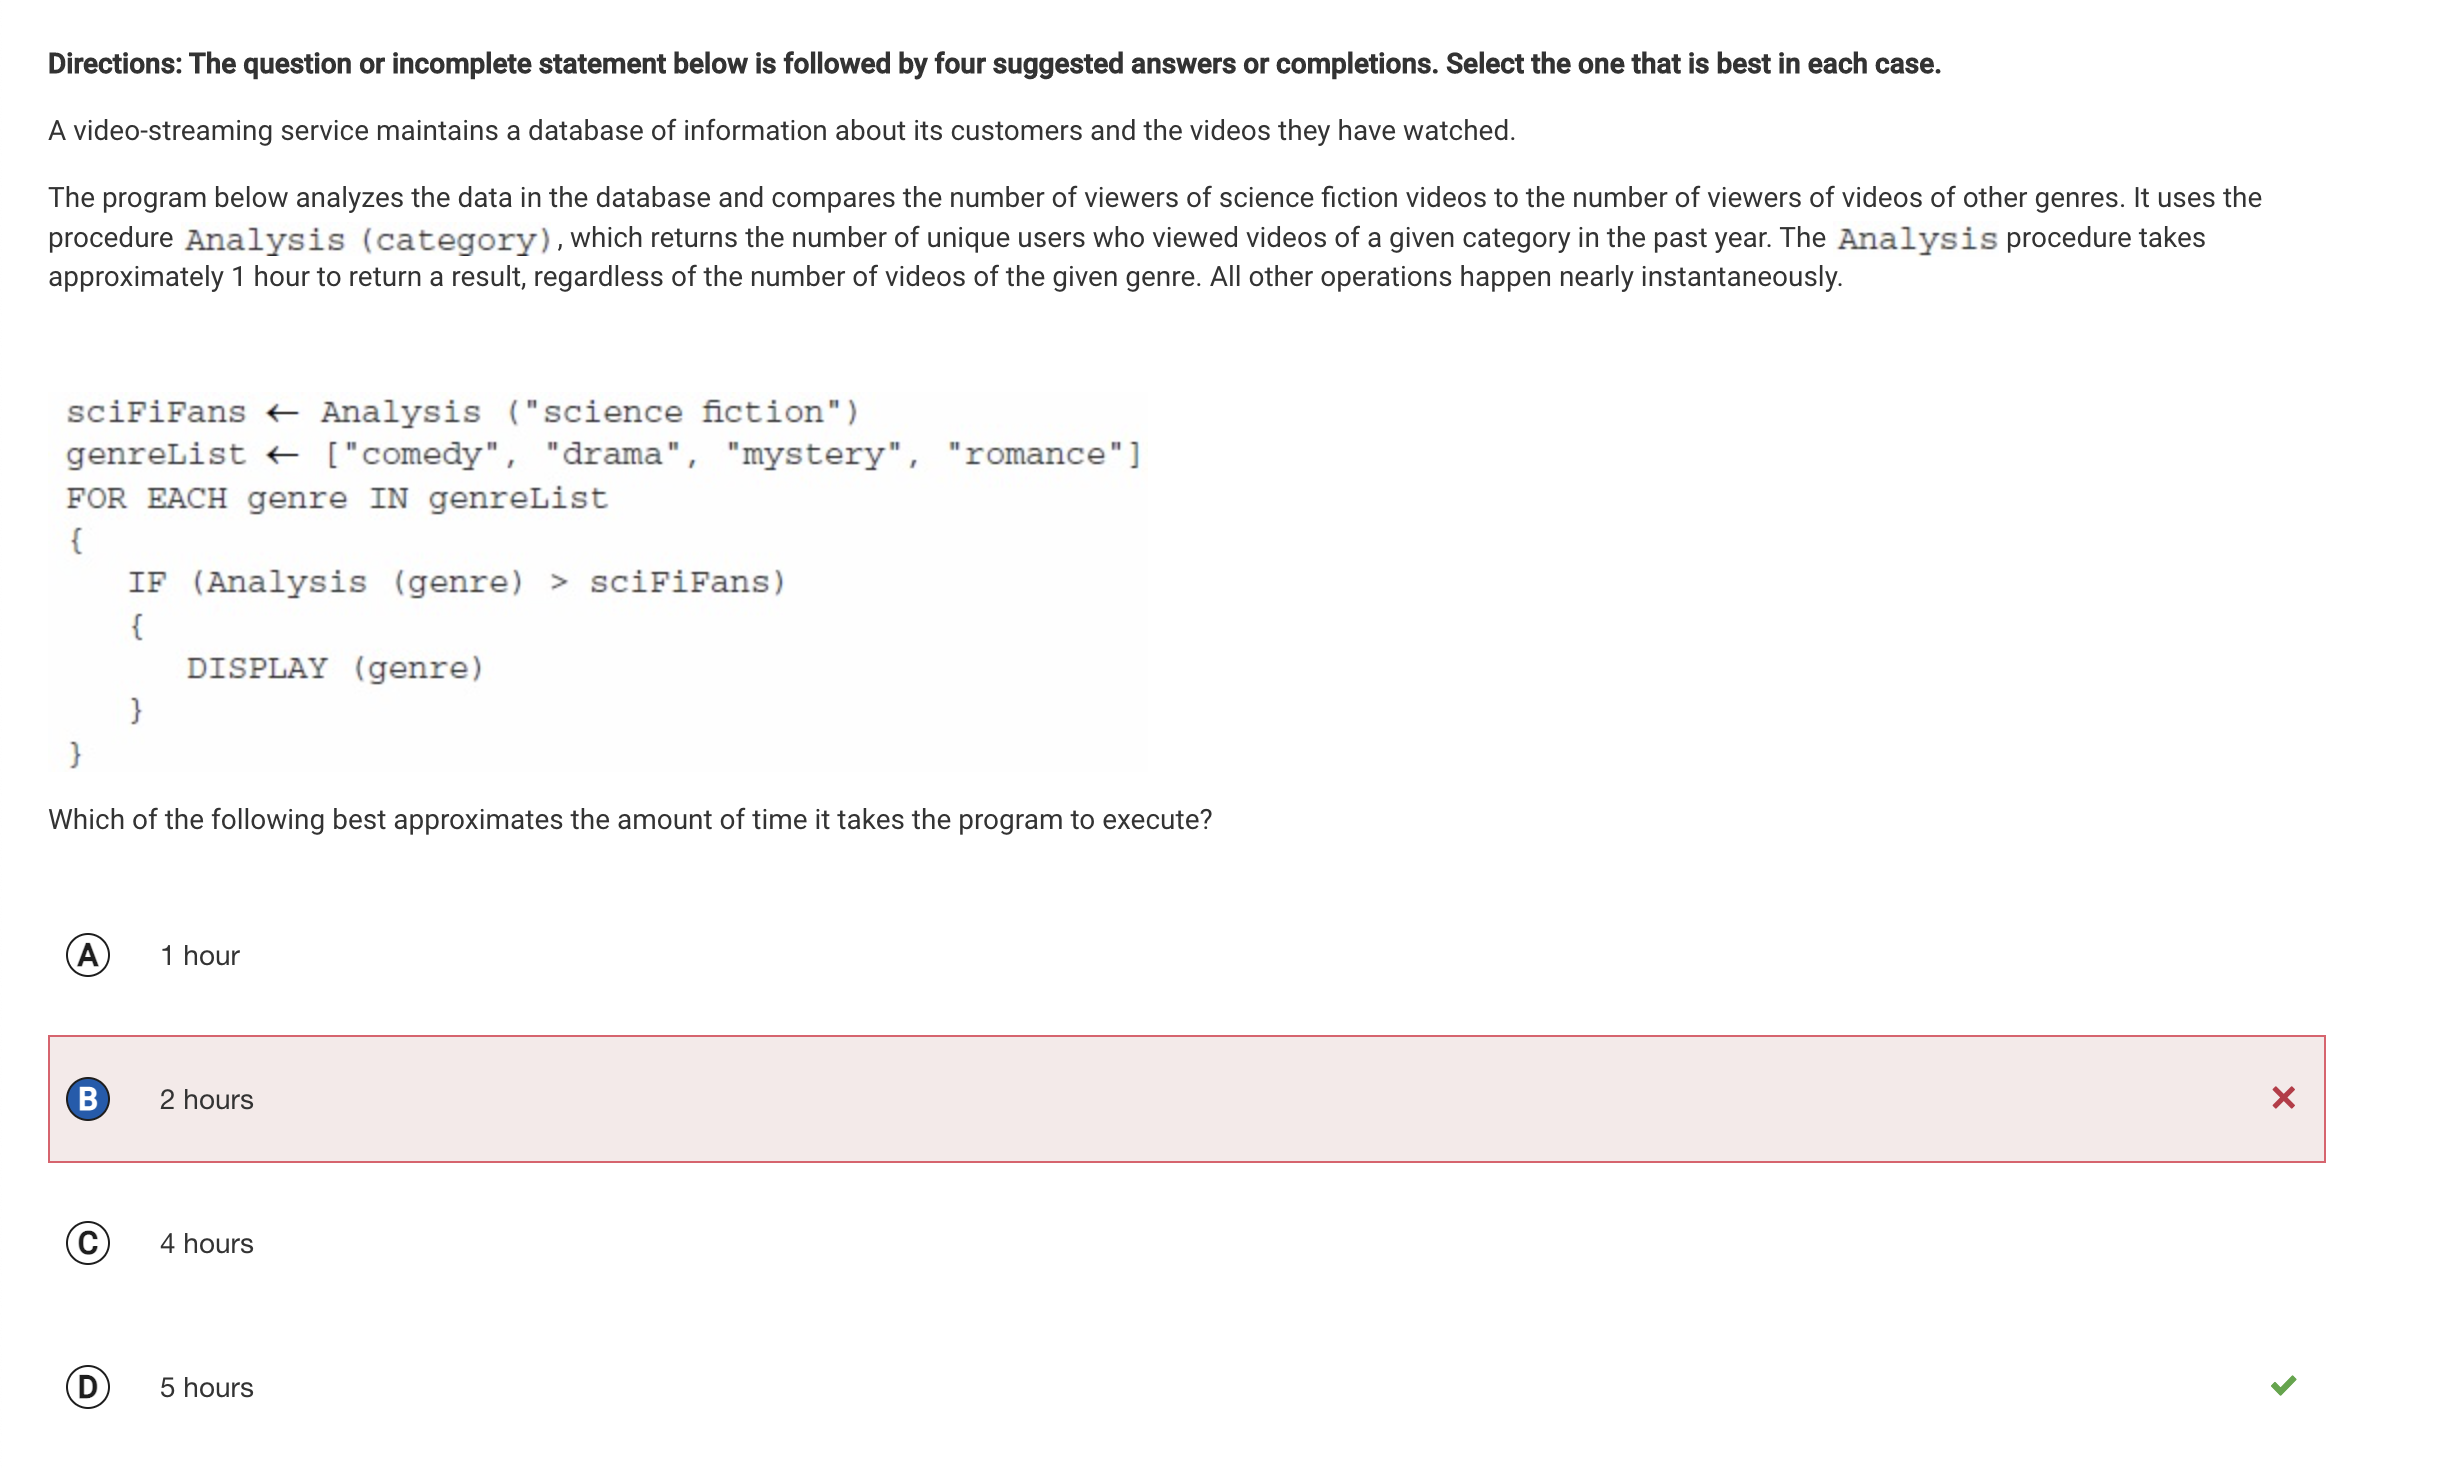 Directions: The question or incomplete statement below is followed by four suggested answers or completions. Select the one that is best in each case.
A video-streaming service maintains a database of information about its customers and the videos they have watched.
The program below analyzes the data in the database and compares the number of viewers of science fiction videos to the number of viewers of videos of other genres. It uses the
procedure Analysis (category), which returns the number of unique users who viewed videos of a given category in the past year. The Analysis procedure takes
approximately 1 hour to return a result, regardless of the number of videos of the given genre. All other operations happen nearly instantaneously.
sciFiFans ← Analysis ("science fiction")
genreList ← ["comedy", "drama", "mystery", "romance"]
FOR EACH genre IN genreList
{
IF (Analysis (genre) > sciFiFans)
{
DISPLAY (genre)
}
}
Which of the following best approximates the amount of time it takes the program to execute?
A 1 hour
B 2 hours
C 4 hours
D 5 hours